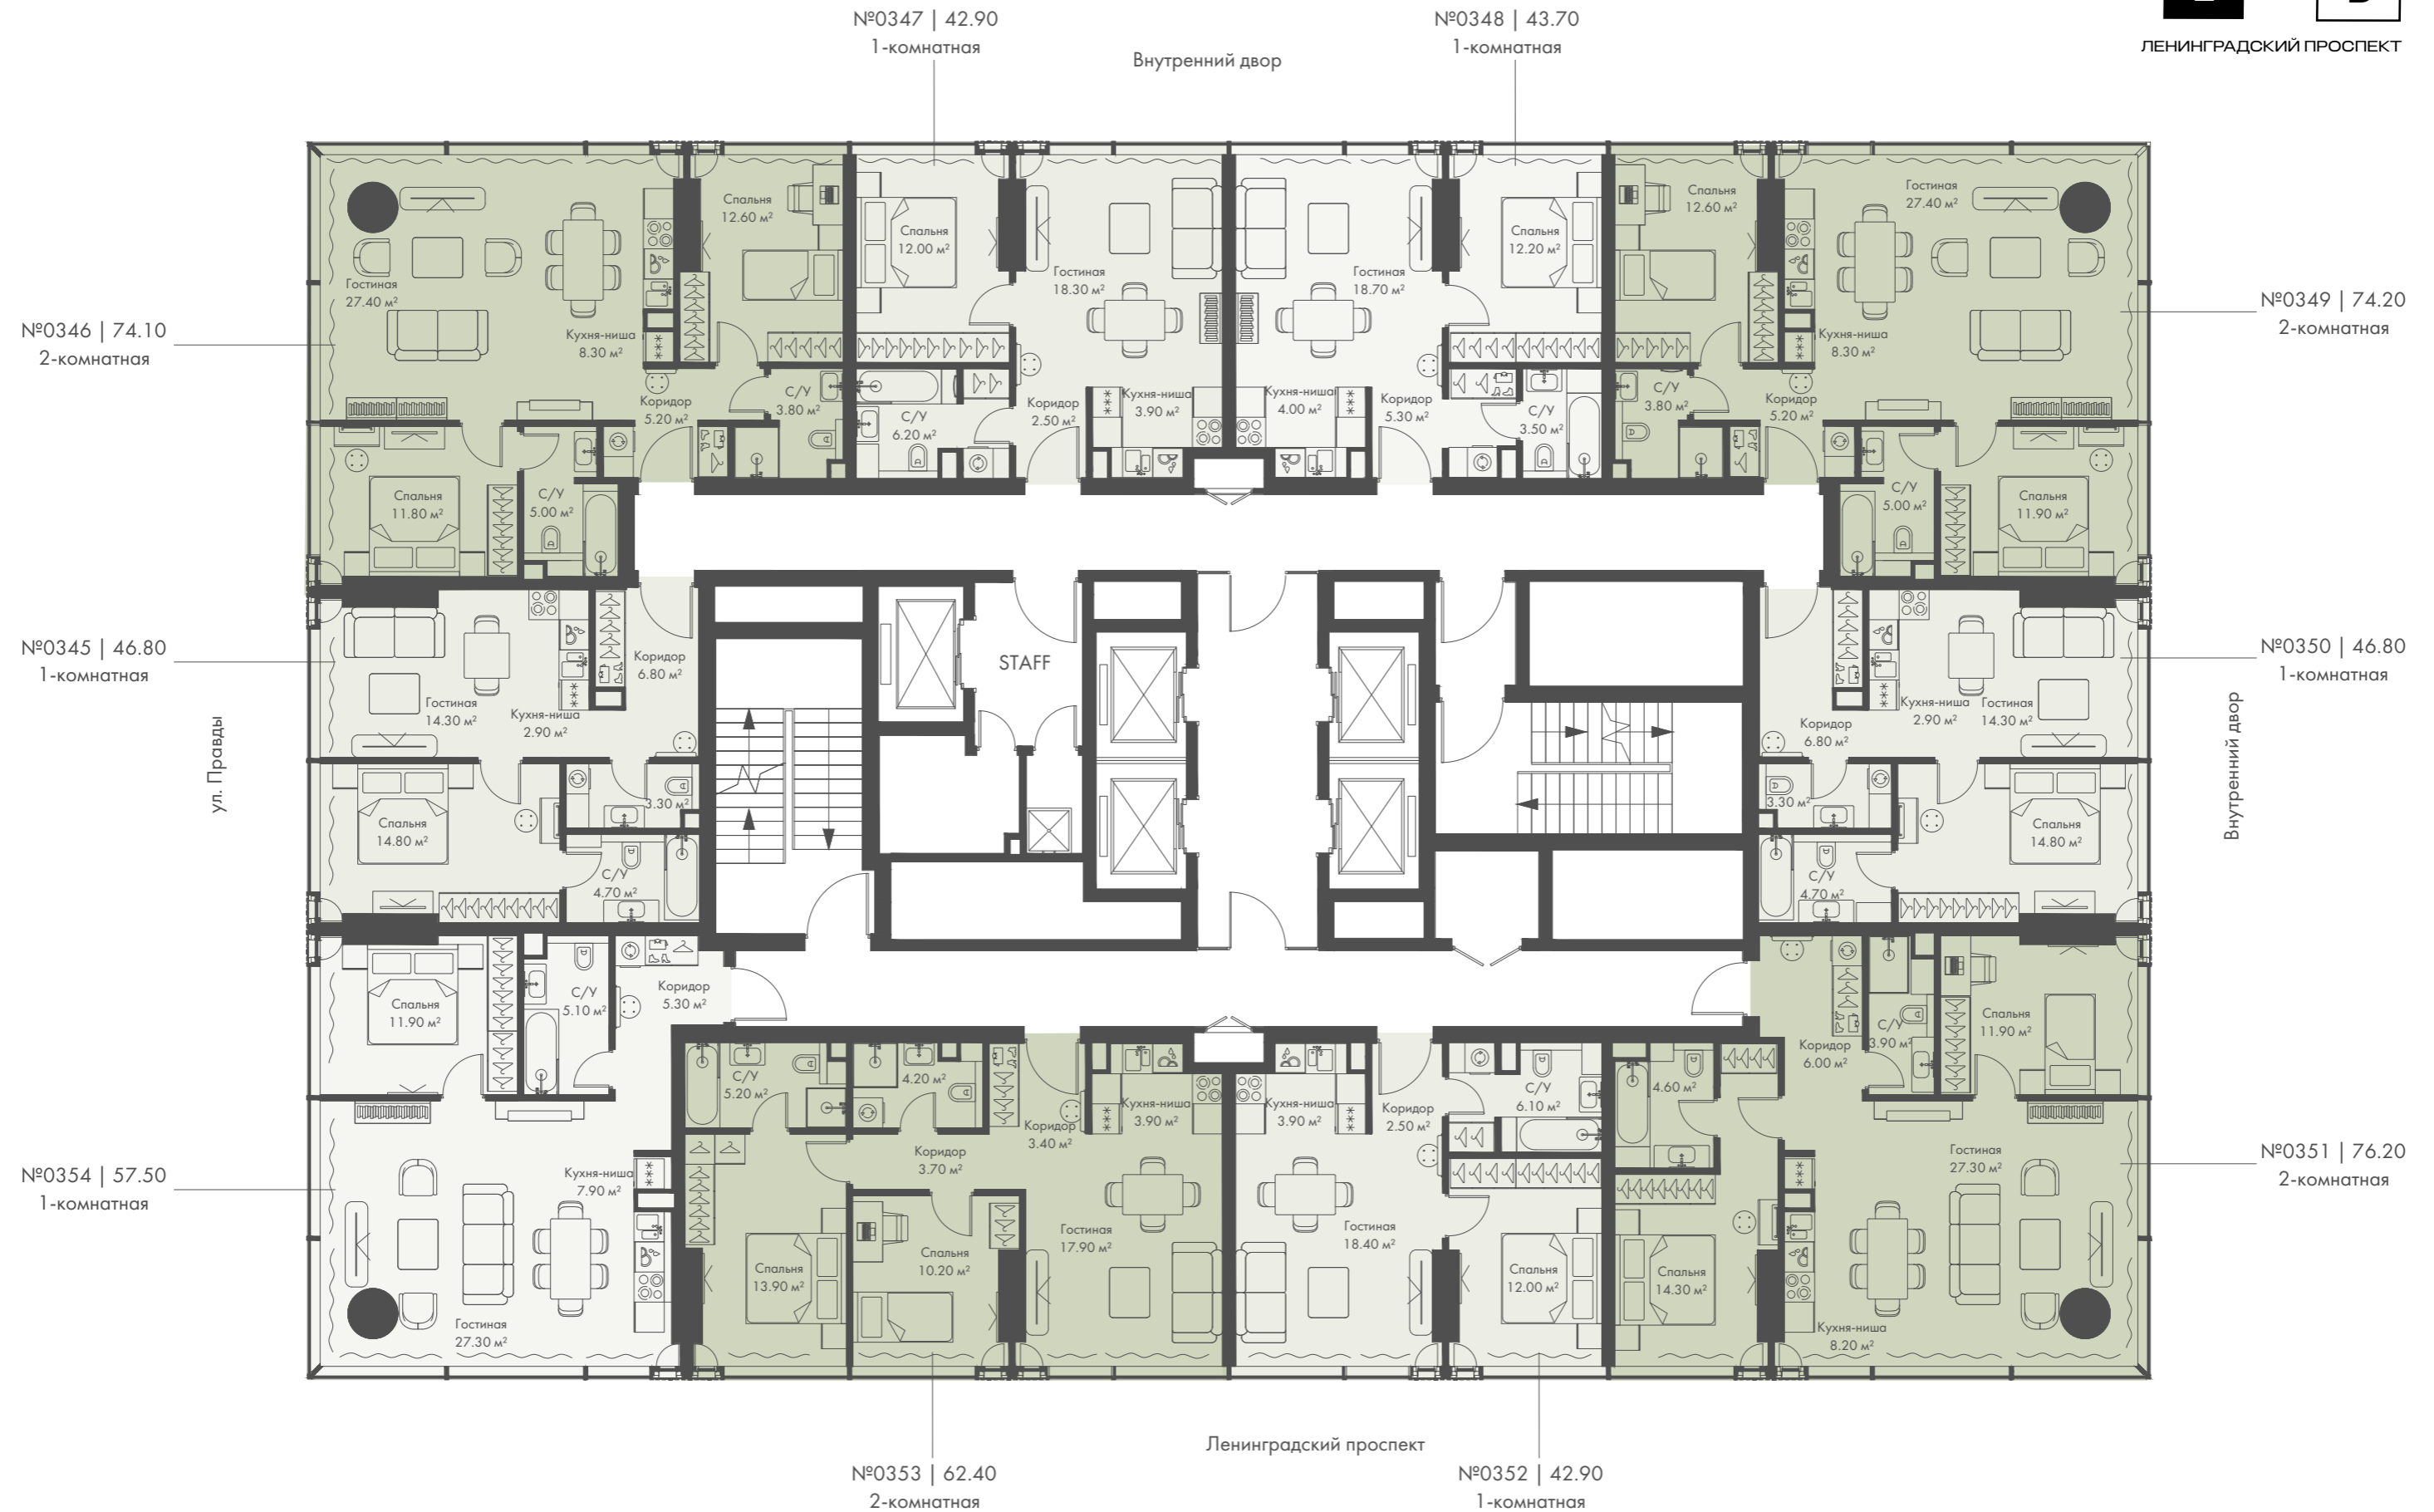 ЛЕНИНГРАДСКИЙ ПРОСПЕКТ
№0347 | 42.90
1-комнатная
Внутренний двор
№0348 | 43.70
1-комнатная
№0346 | 74.10
2-комнатная
Гостиная
27.40 м²
Кухня-ниша
8.30 м²
Спальня
12.60 м²
Коридор
5.20 м²
С/У
3.80 м²
Спальня
11.80 м²
С/У
5.00 м²
Спальня
12.00 м²
Гостиная
18.30 м²
С/У
6.20 м²
Коридор
2.50 м²
Кухня-ниша
3.90 м²
Гостиная
18.70 м²
Спальня
12.20 м²
Кухня-ниша
4.00 м²
Коридор
5.30 м²
С/У
3.50 м²
Спальня
12.60 м²
Гостиная
27.40 м²
Кухня-ниша
8.30 м²
С/У
3.80 м²
Коридор
5.20 м²
С/У
5.00 м²
Спальня
11.90 м²
№0349 | 74.20
2-комнатная
№0345 | 46.80
1-комнатная
Коридор
6.80 м²
Гостиная
14.30 м²
Кухня-ниша
2.90 м²
Спальня
14.80 м²
3.30 м²
С/У
4.70 м²
ул. Правды
STAFF
№0350 | 46.80
1-комнатная
Кухня-ниша
2.90 м²
Гостиная
14.30 м²
Коридор
6.80 м²
3.30 м²
С/У
4.70 м²
Спальня
14.80 м²
Внутренний двор
№0354 | 57.50
1-комнатная
Спальня
11.90 м²
С/У
5.10 м²
Коридор
5.30 м²
Кухня-ниша
7.90 м²
Гостиная
27.30 м²
С/У
5.20 м²
4.20 м²
Коридор
3.40 м²
Коридор
3.70 м²
Кухня-ниша
3.90 м²
Спальня
13.90 м²
Спальня
10.20 м²
Гостиная
17.90 м²
Кухня-ниша
3.90 м²
Коридор
2.50 м²
С/У
6.10 м²
Гостиная
18.40 м²
Спальня
12.00 м²
4.60 м²
Спальня
14.30 м²
Коридор
6.00 м²
С/У
3.90 м²
Спальня
11.90 м²
Гостиная
27.30 м²
Кухня-ниша
8.20 м²
№0351 | 76.20
2-комнатная
Ленинградский проспект
№0353 | 62.40
2-комнатная
№0352 | 42.90
1-комнатная